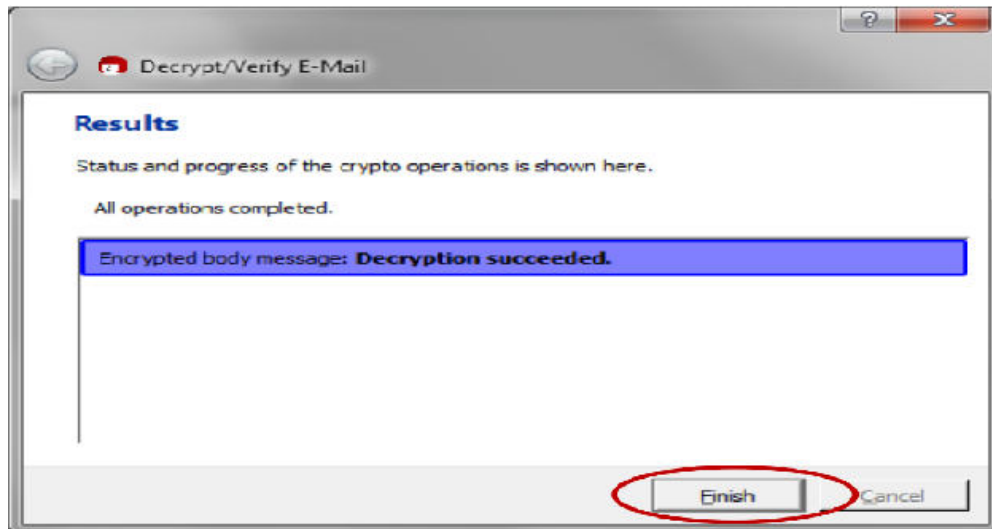 Decrypt/Verify E-Mail
Results
Status and progress of the crypto operations is shown here.
All operations completed.
Encrypted body message: Decryption succeeded.
Finish Cancel